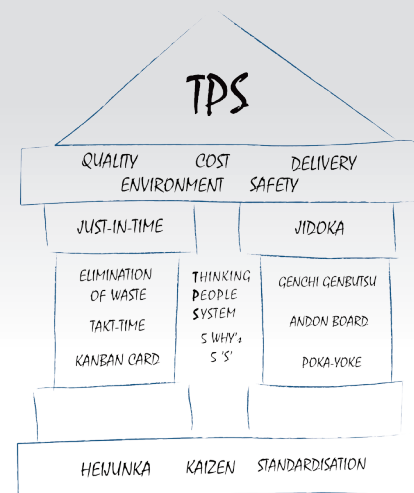 TPS
QUALITY COST DELIVERY
ENVIRONMENT SAFETY
JUST-IN-TIME
JIDOKA
ELIMINATION
OF WASTE
TAKT-TIME
KANBAN CARD
THINKING
PEOPLE
SYSTEM
5 WHY's
5 'S'
GENCHI GENBUTSU
ANDON BOARD
POKA-YOKE
HEIJUNKA KAIZEN STANDARDISATION